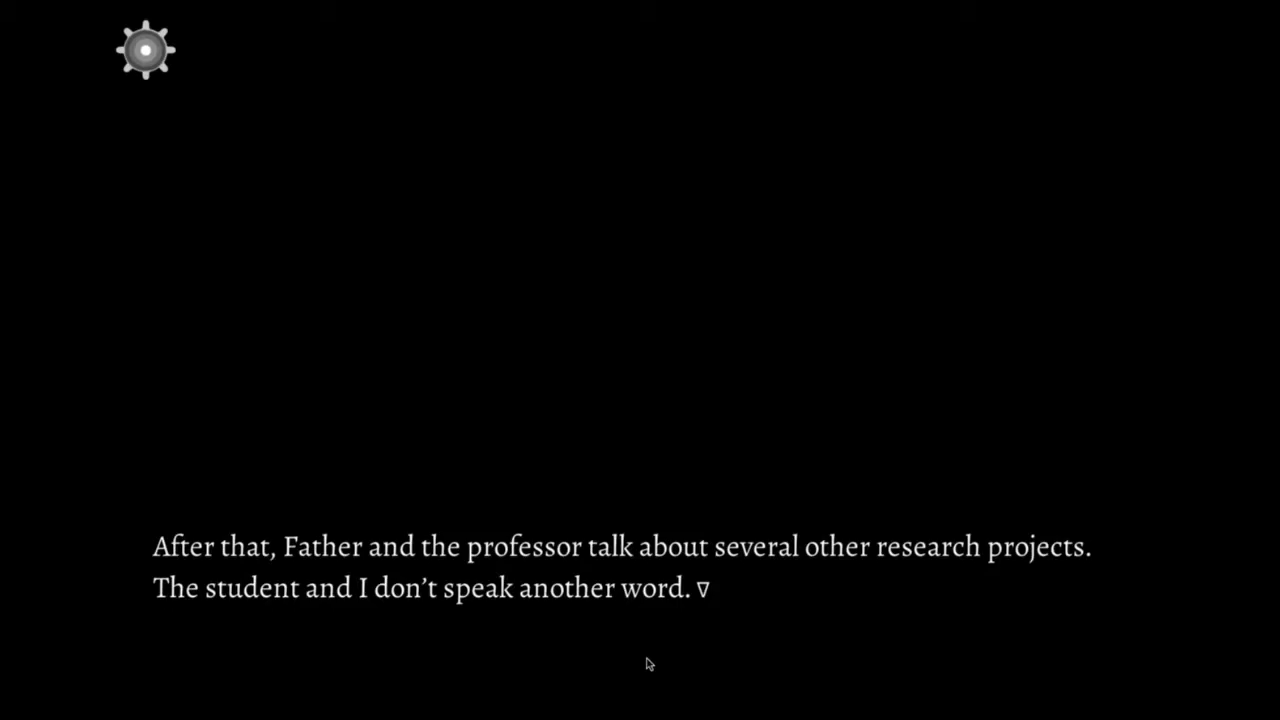 After that, Father and the professor talk about several other research projects.
The student and I don’t speak another word. ∇